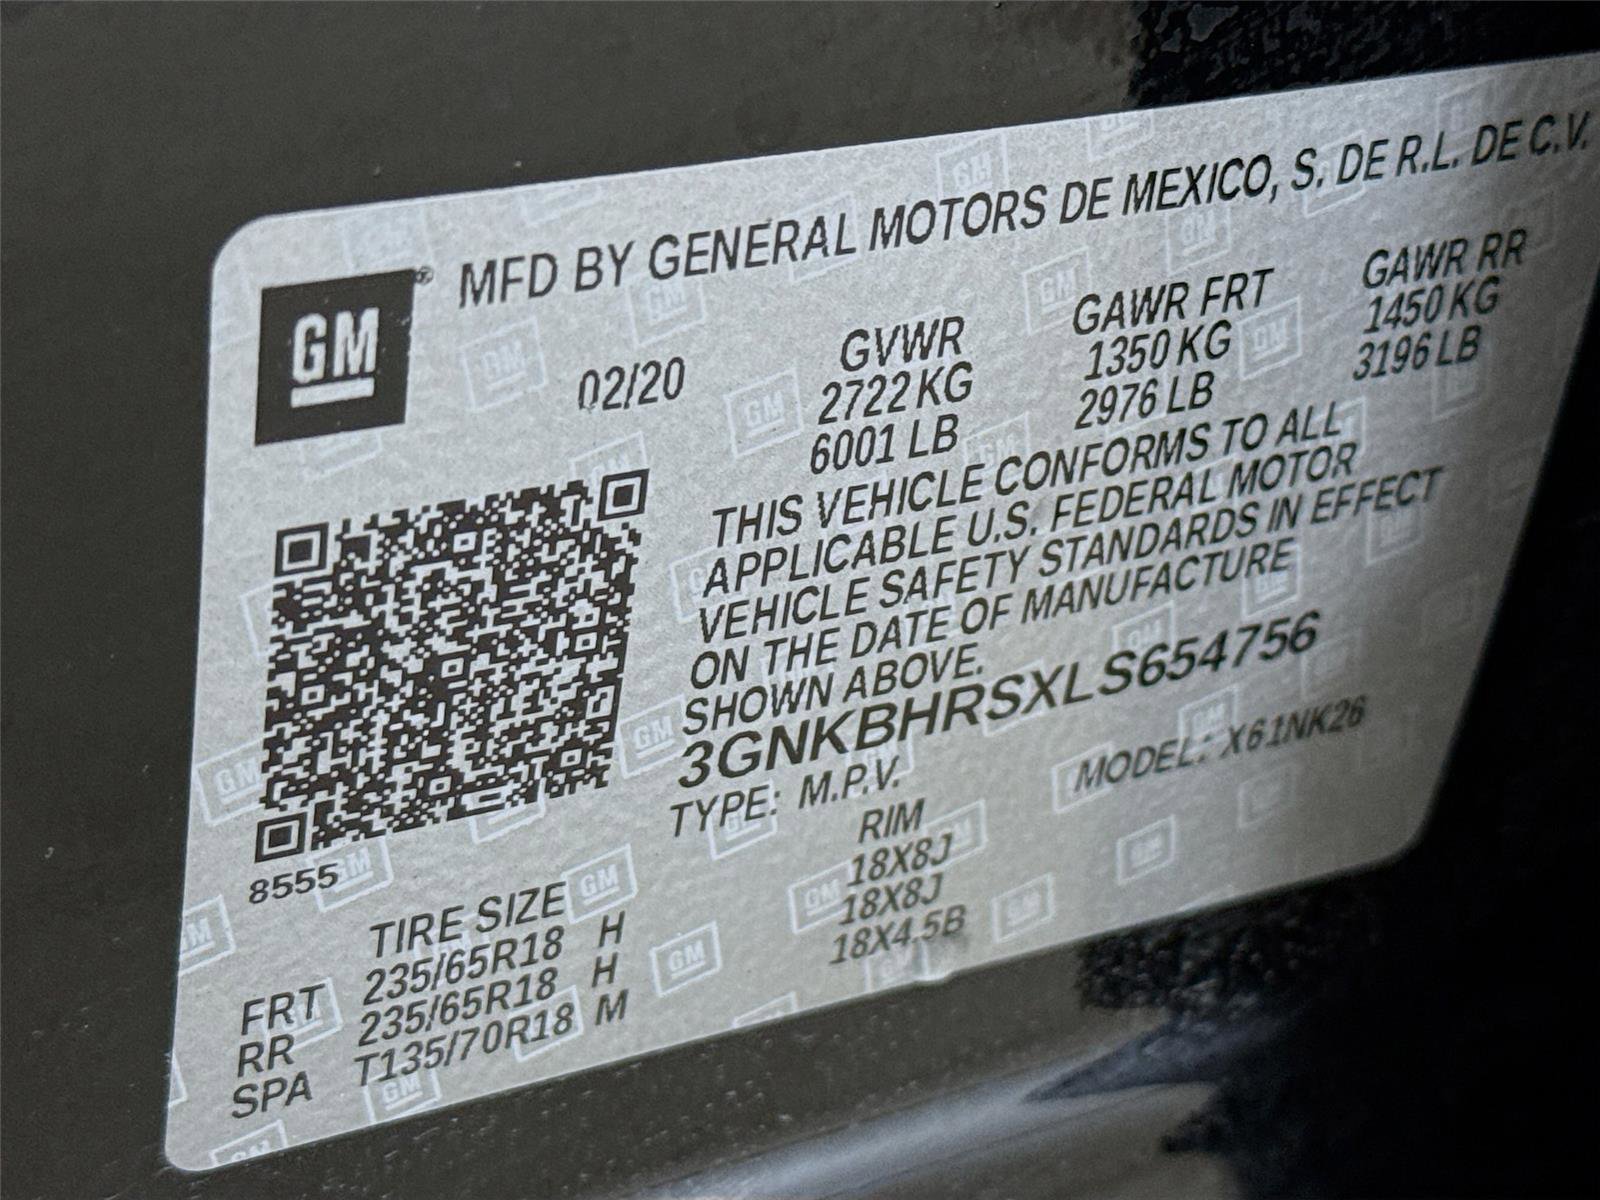 MFD BY GENERAL MOTORS DE MEXICO, S. DE R.L. DE C.V.
GM®
02/20
GVWR GAWR FRT GAWR RR
2722 KG 1350 KG 1450 KG
6001 LB 2976 LB 3196 LB
THIS VEHICLE CONFORMS TO ALL
APPLICABLE U.S. FEDERAL MOTOR
VEHICLE SAFETY STANDARDS IN EFFECT
ON THE DATE OF MANUFACTURE
SHOWN ABOVE.
3GNKBHRSXLS654756
TYPE: M.P.V. MODEL: X61NK26
8555
TIRE SIZE RIM
FRT 235/65R18 H 18X8J
RR 235/65R18 H 18X8J
SPA T135/70R18 M 18X4.5B